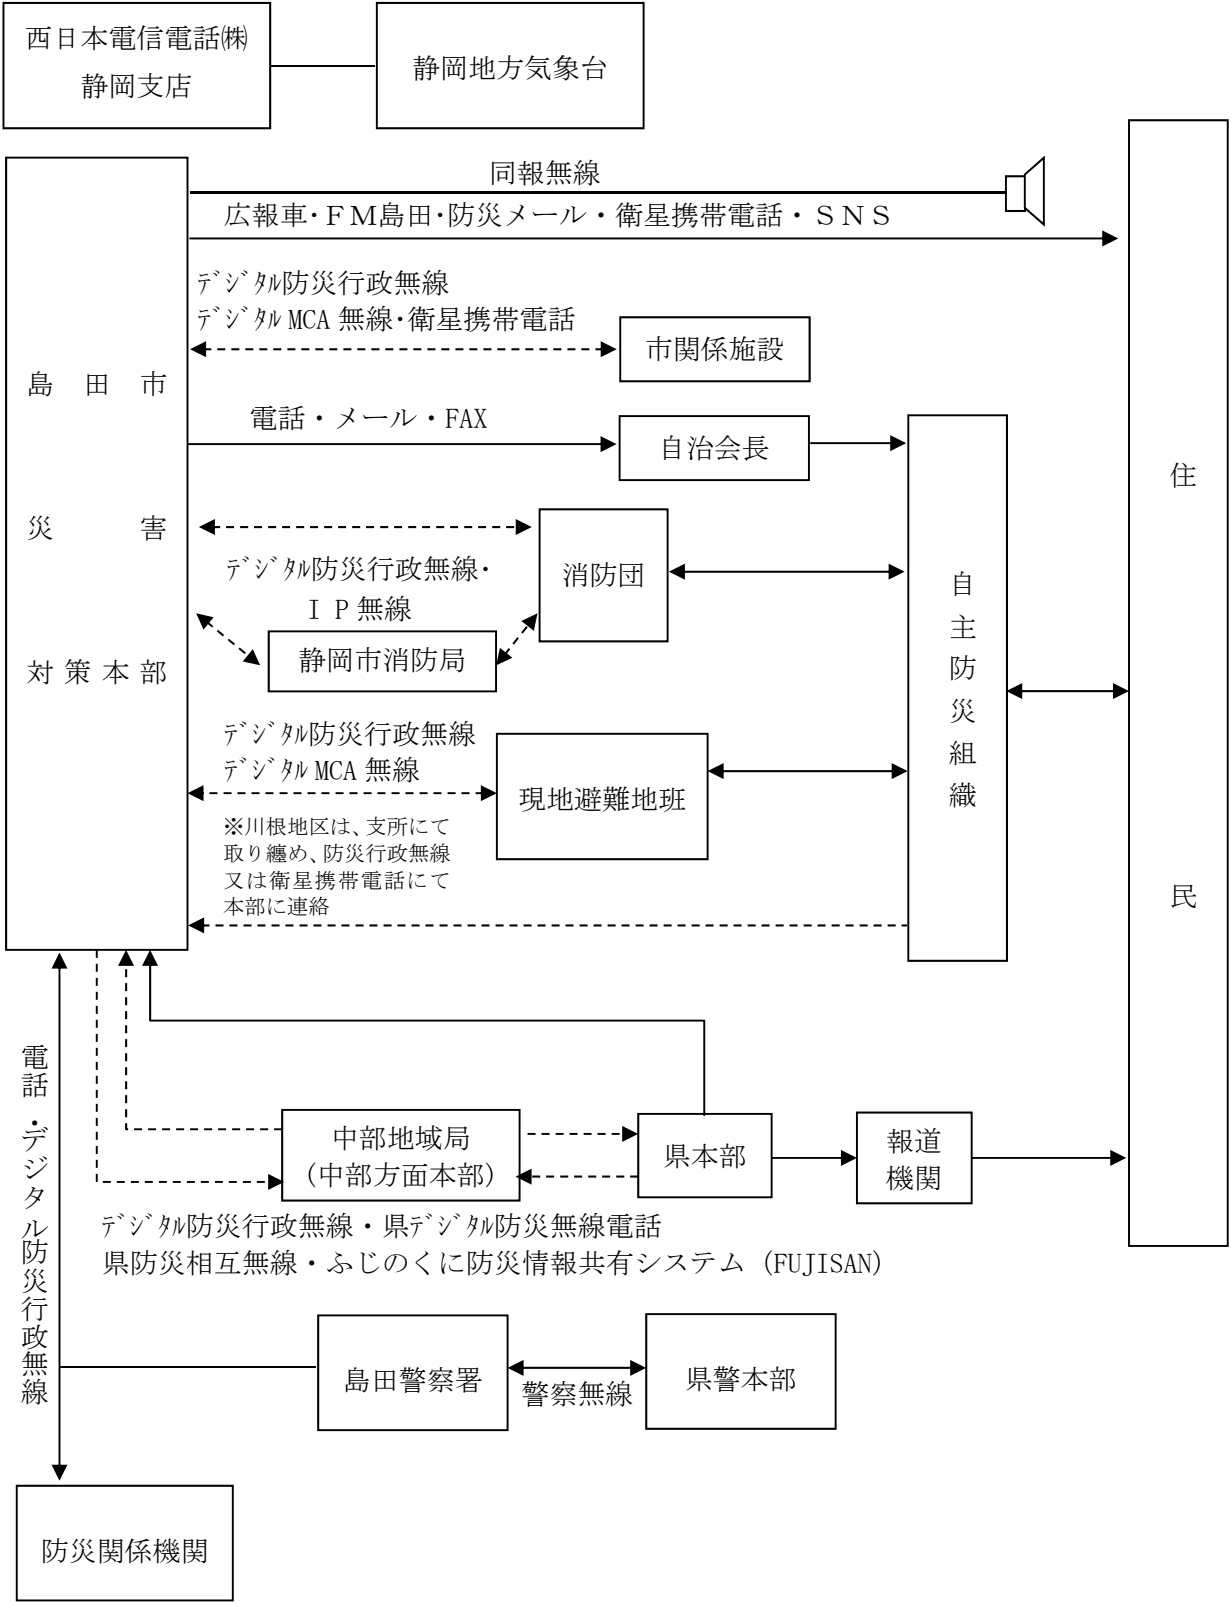 西日本電信電話㈱
静岡支店
静岡地方気象台
同報無線
広報車・ＦＭ島田・防災メール・衛星携帯電話・ＳＮＳ
ﾃﾞｼﾞﾀﾙ防災行政無線
ﾃﾞｼﾞﾀﾙ MCA 無線・衛星携帯電話
市関係施設
島田市
災害
対策本部
電話・メール・FAX
自治会長
消防団
ﾃﾞｼﾞﾀﾙ防災行政無線・
ＩＰ無線
静岡市消防局
ﾃﾞｼﾞﾀﾙ防災行政無線
ﾃﾞｼﾞﾀﾙ MCA 無線
現地避難地班
※川根地区は、支所にて
取り纏め、防災行政無線
又は衛星携帯電話にて
本部に連絡
自主防災組織
住民
電話・デジタル防災行政無線
中部地域局
(中部方面本部)
県本部
報道
機関
ﾃﾞｼﾞﾀﾙ防災行政無線・県ﾃﾞｼﾞﾀﾙ防災無線電話
県防災相互無線・ふじのくに防災情報共有システム (FUJISAN)
島田警察署
警察無線
県警本部
防災関係機関